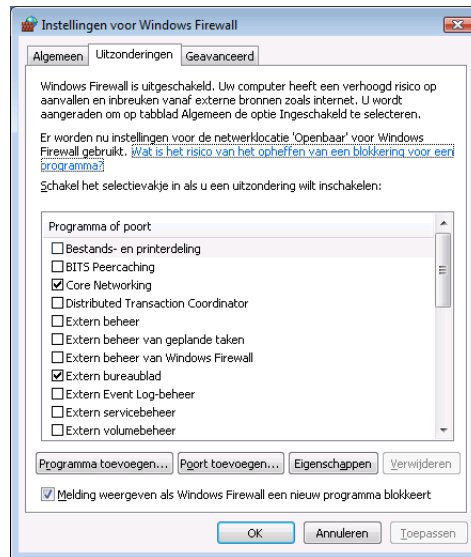 Instellingen voor Windows Firewall
Algemeen Uitzonderingen Geavanceerd
Windows Firewall is uitgeschakeld. Uw computer heeft een verhoogd risico op
aanvallen en inbreuken vanaf externe bronnen zoals internet. U wordt
aangeraden om op tabblad Algemeen de optie Ingeschakeld te selecteren.
Er worden nu instellingen voor de netwerklocatie 'Openbaar' voor Windows
Firewall gebruikt. Wat is het risico van het opheffen van een blokkering voor een
programma?
Schakel het selectievakje in als u een uitzondering wilt inschakelen:
Programma of poort
Bestands- en printerdeling
BITS Peercaching
Core Networking
Distributed Transaction Coordinator
Extern beheer
Extern beheer van geplande taken
Extern beheer van Windows Firewall
Extern bureaublad
Extern Event Log-beheer
Extern servicebeheer
Extern volumebeheer
Programma toevoegen... Poort toevoegen... Eigenschappen Verwijderen
Melding weergeven als Windows Firewall een nieuw programma blokkeert
OK Annuleren Toepassen